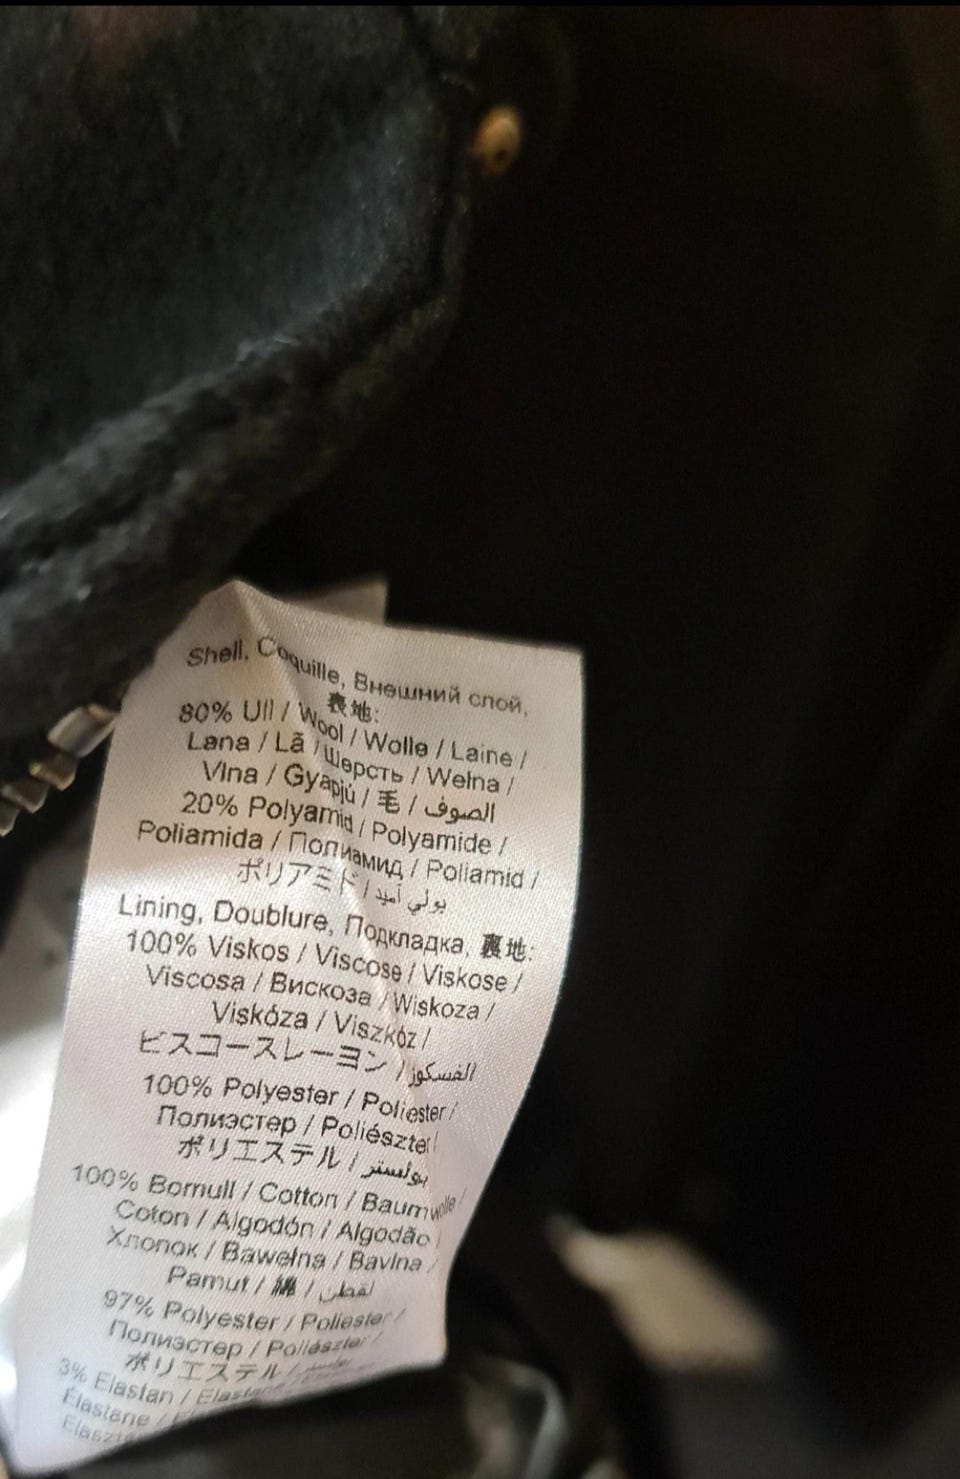 Shell, Coquille, Внешний слой,
表地:
80% Ull / Wool / Wolle / Laine /
Lana / Lã / Шерсть / Wełna /
Vlna / Gyapjú / 毛 / الصوف
20% Polyamid / Polyamide /
Poliamida / Полиамид / Poliamid /
ポリアミド / بولي أميد
Lining, Doublure, Подкладка, 裏地:
100% Viskos / Viscose / Viskose /
Viscosa / Вискоза / Wiskoza /
Viskóza / Viszkóz /
ビスコースレーヨン / الفسكوز
100% Polyester / Poliester /
Полиэстер / Poliészter /
ポリエステル / بولستر
100% Bomull / Cotton / Baumwolle /
Coton / Algodón / Algodão /
Хлопок / Bawełna / Bavlna /
Pamut / 綿 / لقطن
97% Polyester / Poliester /
Полиэстер / Poliészter /
ポリエステル /
3% Elastan /
Elastane /